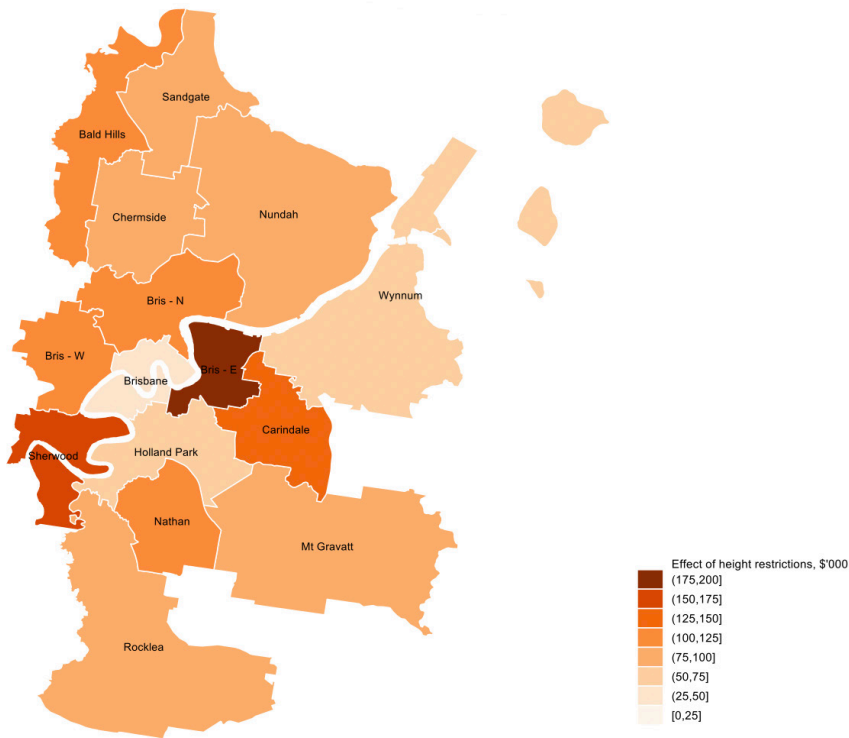 Sandgate
Bald Hills
Chermside
Nundah
Wynnum
Bris - N
Bris - W
Bris - E
Brisbane
Carindale
Holland Park
Sherwood
Nathan
Mt Gravatt
Rocklea
Effect of height restrictions, $'000
(175,200]
(150,175]
(125,150]
(100,125]
(75,100]
(50,75]
(25,50]
[0,25]